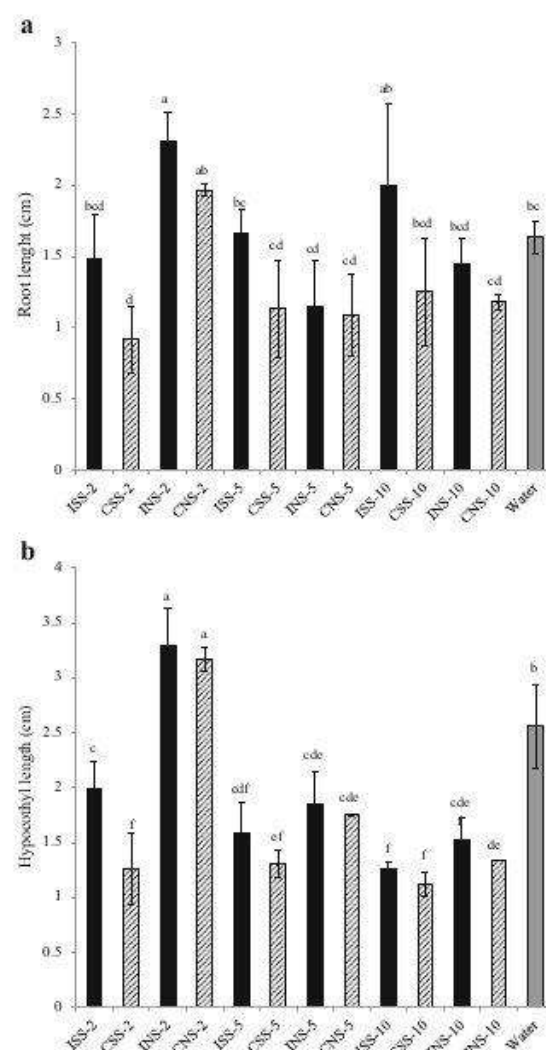 a
3
2.5
2
1.5
1
0.5
0
Root lenght (cm)
bcd
d
a
ab
bc
cd
cd
cd
ab
bcd
bcd
cd
bc
ISS-2
CSS-2
INS-2
CNS-2
ISS-5
CSS-5
INS-5
CNS-5
ISS-10
CSS-10
INS-10
CNS-10
Water
b
4
3.5
3
2.5
2
1.5
1
0.5
0
Hypocothyl length (cm)
c
f
a
a
cdf
ef
cde
cde
f
f
cde
de
b
ISS-2
CSS-2
INS-2
CNS-2
ISS-5
CSS-5
INS-5
CNS-5
ISS-10
CSS-10
INS-10
CNS-10
Water